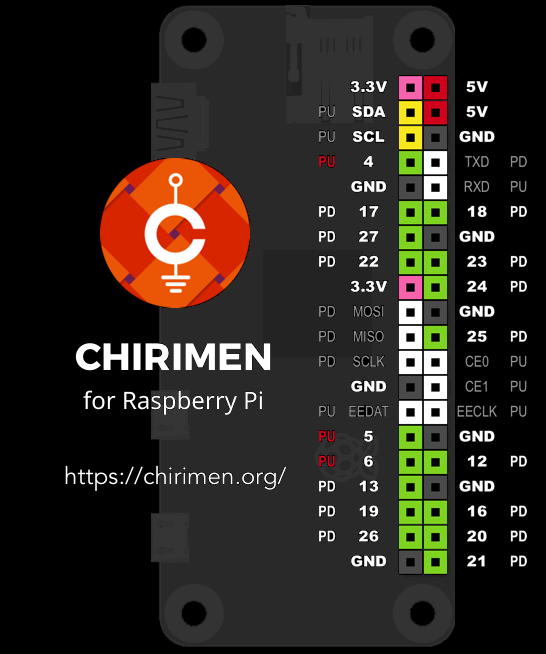 3.3V 5V
PU SDA 5V
PU SCL GND
PU 4 TXD PD
GND RXD PU
PD 17 18 PD
PD 27 GND
PD 22 23 PD
3.3V 24 PD
PD MOSI GND
PD MISO 25 PD
PD SCLK CE0 PU
GND CE1 PU
PU EEDAT EECLK PU
PU 5 GND
PU 6 12 PD
PD 13 GND
PD 19 16 PD
PD 26 20 PD
GND 21 PD
CHIRIMEN
for Raspberry Pi
https://chirimen.org/